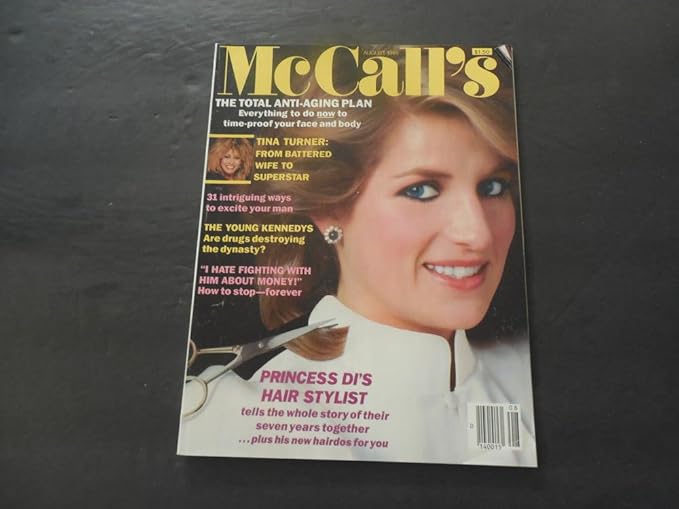 McCall's
$1.50
THE TOTAL ANTI-AGING PLAN
Everything to do now to
time-proof your face and body
TINA TURNER:
FROM BATTERED
WIFE TO
SUPERSTAR
31 intriguing ways
to excite your man
THE YOUNG KENNEDYS
Are drugs destroying
the dynasty?
"I HATE FIGHTING WITH
HIM ABOUT MONEY!"
How to stop—forever
PRINCESS DI'S
HAIR STYLIST
tells the whole story of their
seven years together
...plus his new hairdos for you
08
0
14001